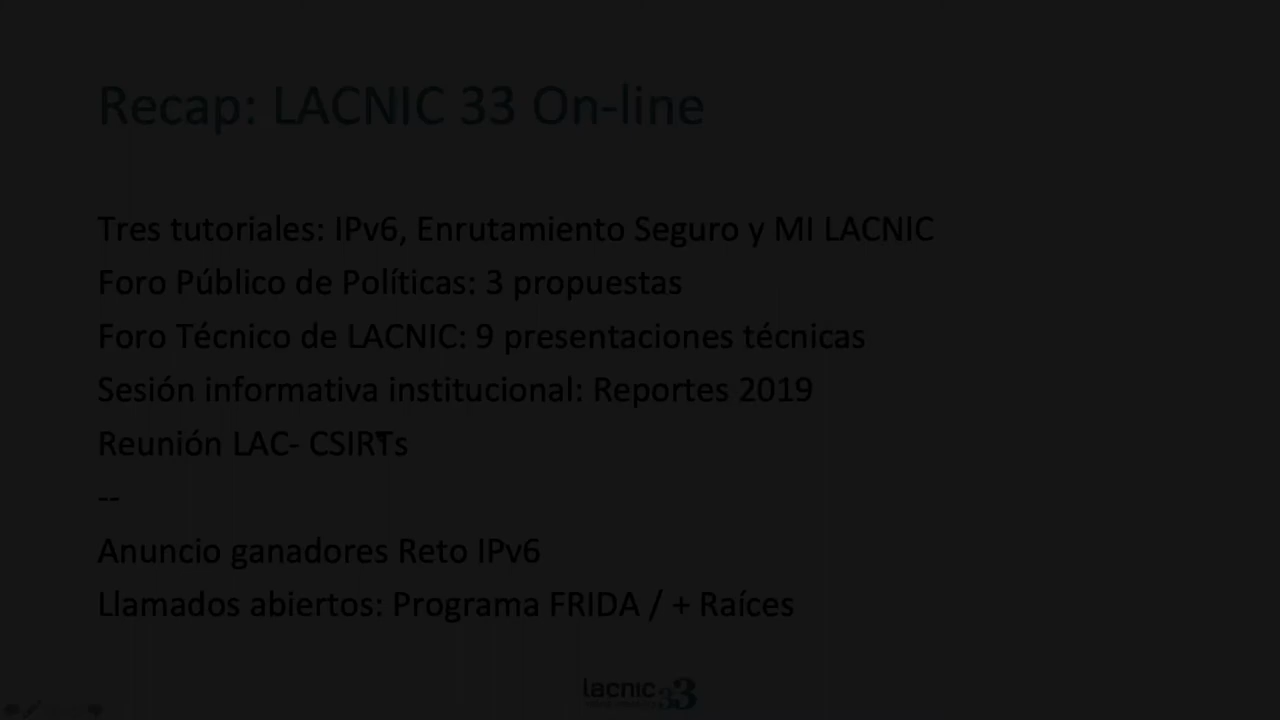 Recap: LACNIC 33 On-line
Tres tutoriales: IPv6, Enrutamiento Seguro y MI LACNIC
Foro Público de Políticas: 3 propuestas
Foro Técnico de LACNIC: 9 presentaciones técnicas
Sesión informativa institucional: Reportes 2019
Reunión LAC- CSIRTs
--
Anuncio ganadores Reto IPv6
Llamados abiertos: Programa FRIDA / + Raíces
lacnic 33